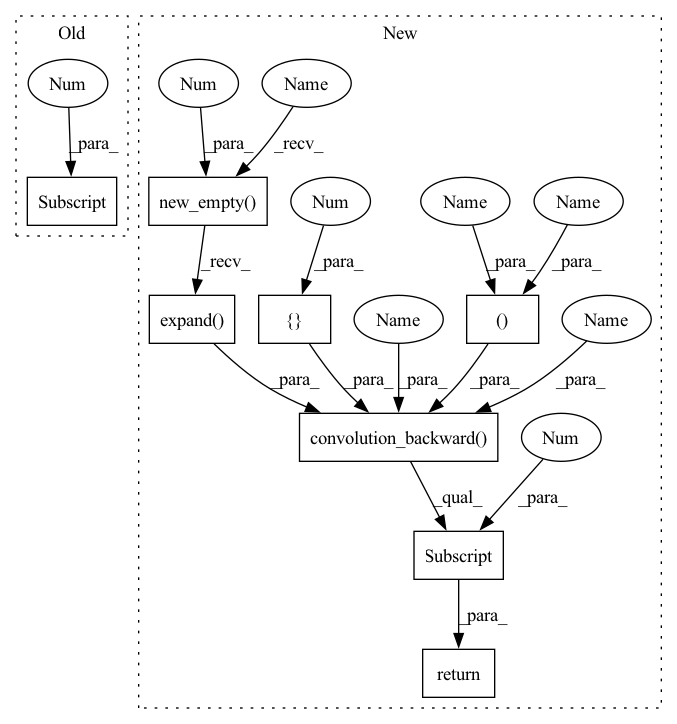 Old New
Num Num Name
_para_ _para_ _recv_
Subscript new_empty() Num Name Name
_recv_ _para_ _para_ _para_
expand() {} Name () Name
_para_ _para_ _para_ _para_ _para_
convolution_backward() Num
_qual_ _para_
Subscript
_para_
return